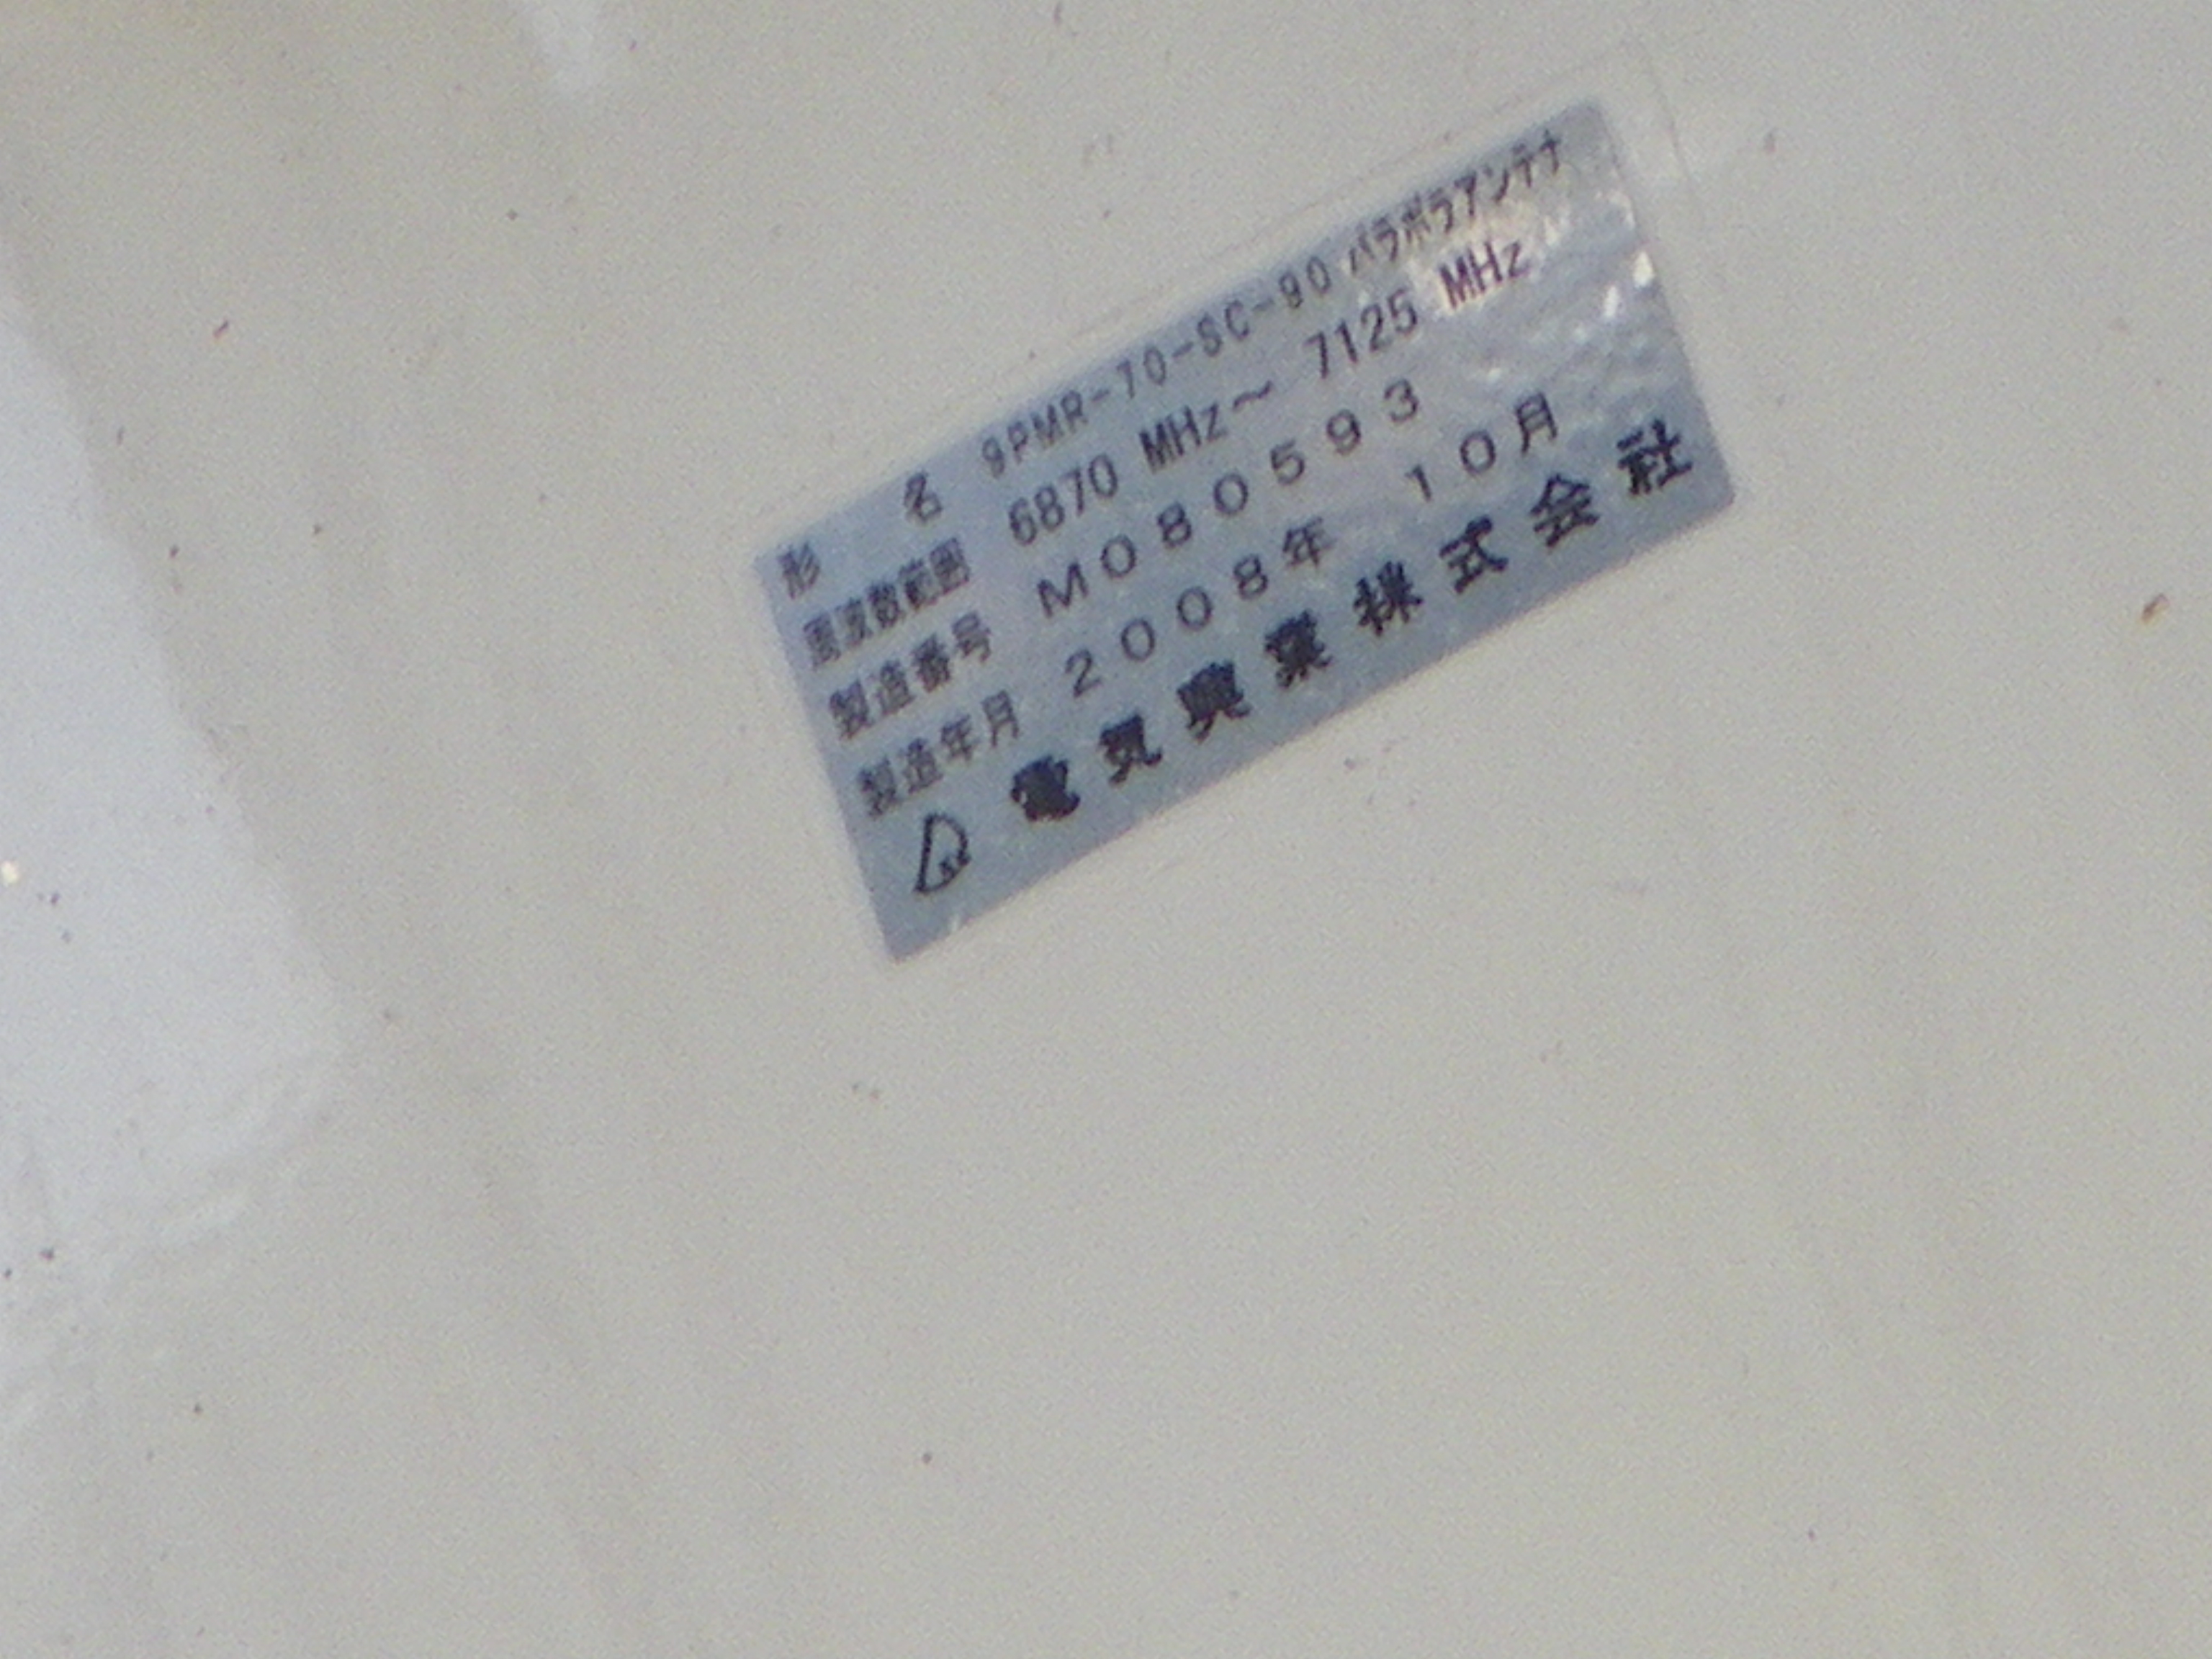 形　名 9PMR-70-SC-90 パラボラアンテナ
周波数範囲 6870 MHz～ 7125 MHz
製造番号 M080593
製造年月 2008年 10月
電気興業株式会社